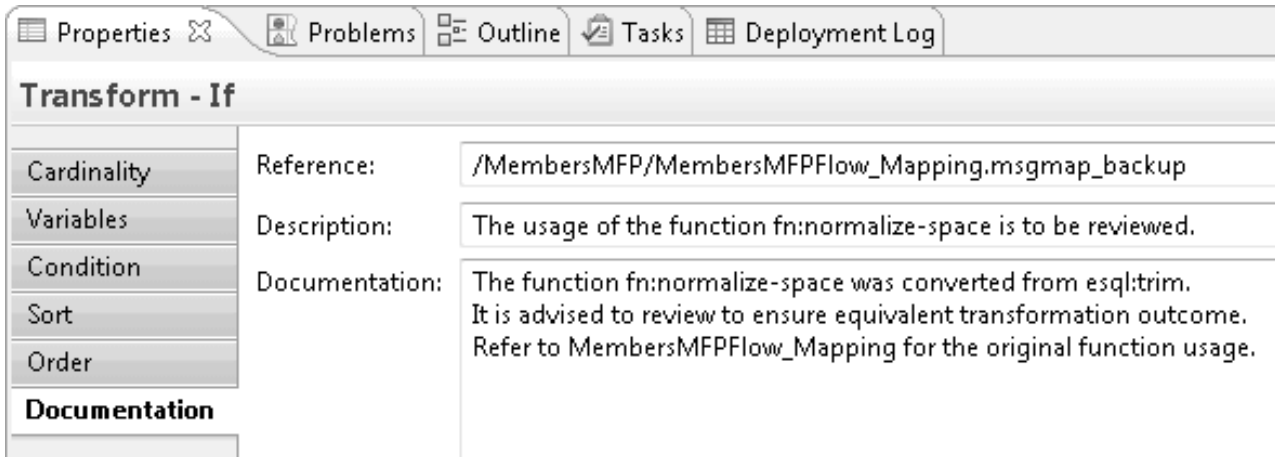 Properties Problems Outline Tasks Deployment Log
Transform - If
Cardinality
Variables
Condition
Sort
Order
Documentation
Reference: /MembersMFP/MembersMFPFlow_Mapping.msgmap_backup
Description: The usage of the function fn:normalize-space is to be reviewed.
Documentation: The function fn:normalize-space was converted from esql:trim.
It is advised to review to ensure equivalent transformation outcome.
Refer to MembersMFPFlow_Mapping for the original function usage.